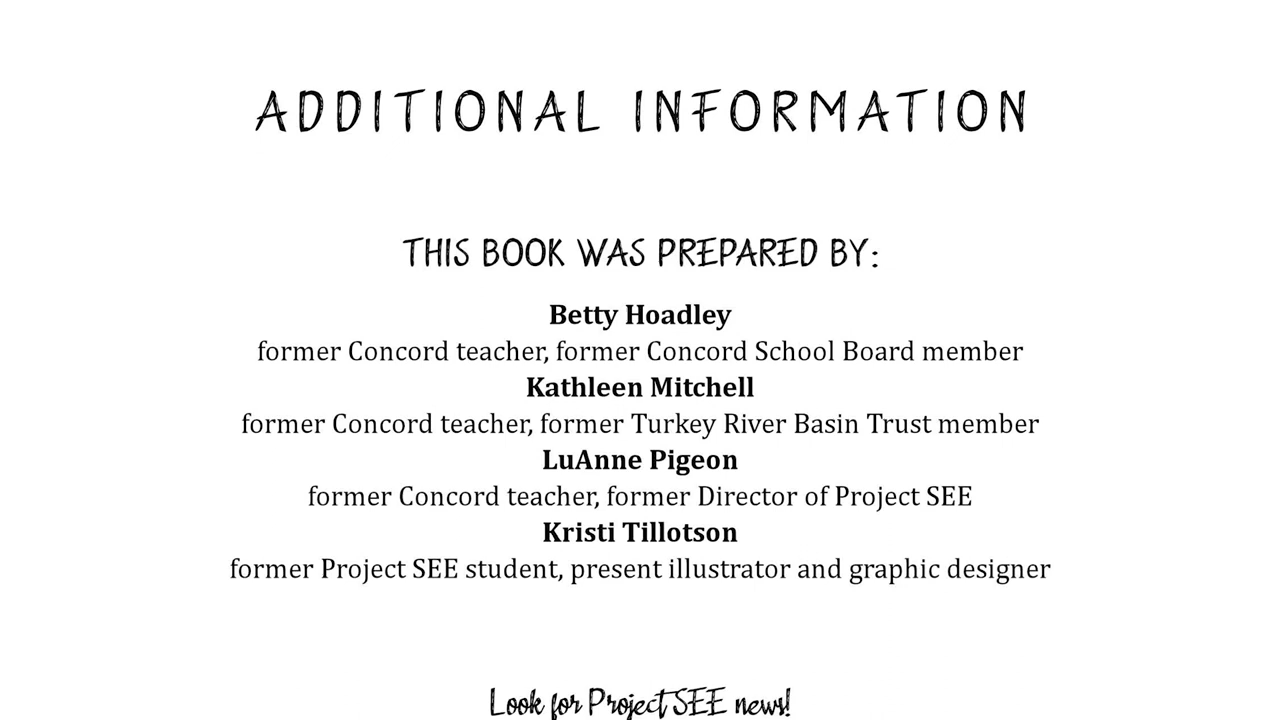 ADDITIONAL INFORMATION
THIS BOOK WAS PREPARED BY:
Betty Hoadley
former Concord teacher, former Concord School Board member
Kathleen Mitchell
former Concord teacher, former Turkey River Basin Trust member
LuAnne Pigeon
former Concord teacher, former Director of Project SEE
Kristi Tillotson
former Project SEE student, present illustrator and graphic designer
Look for Project SEE news!